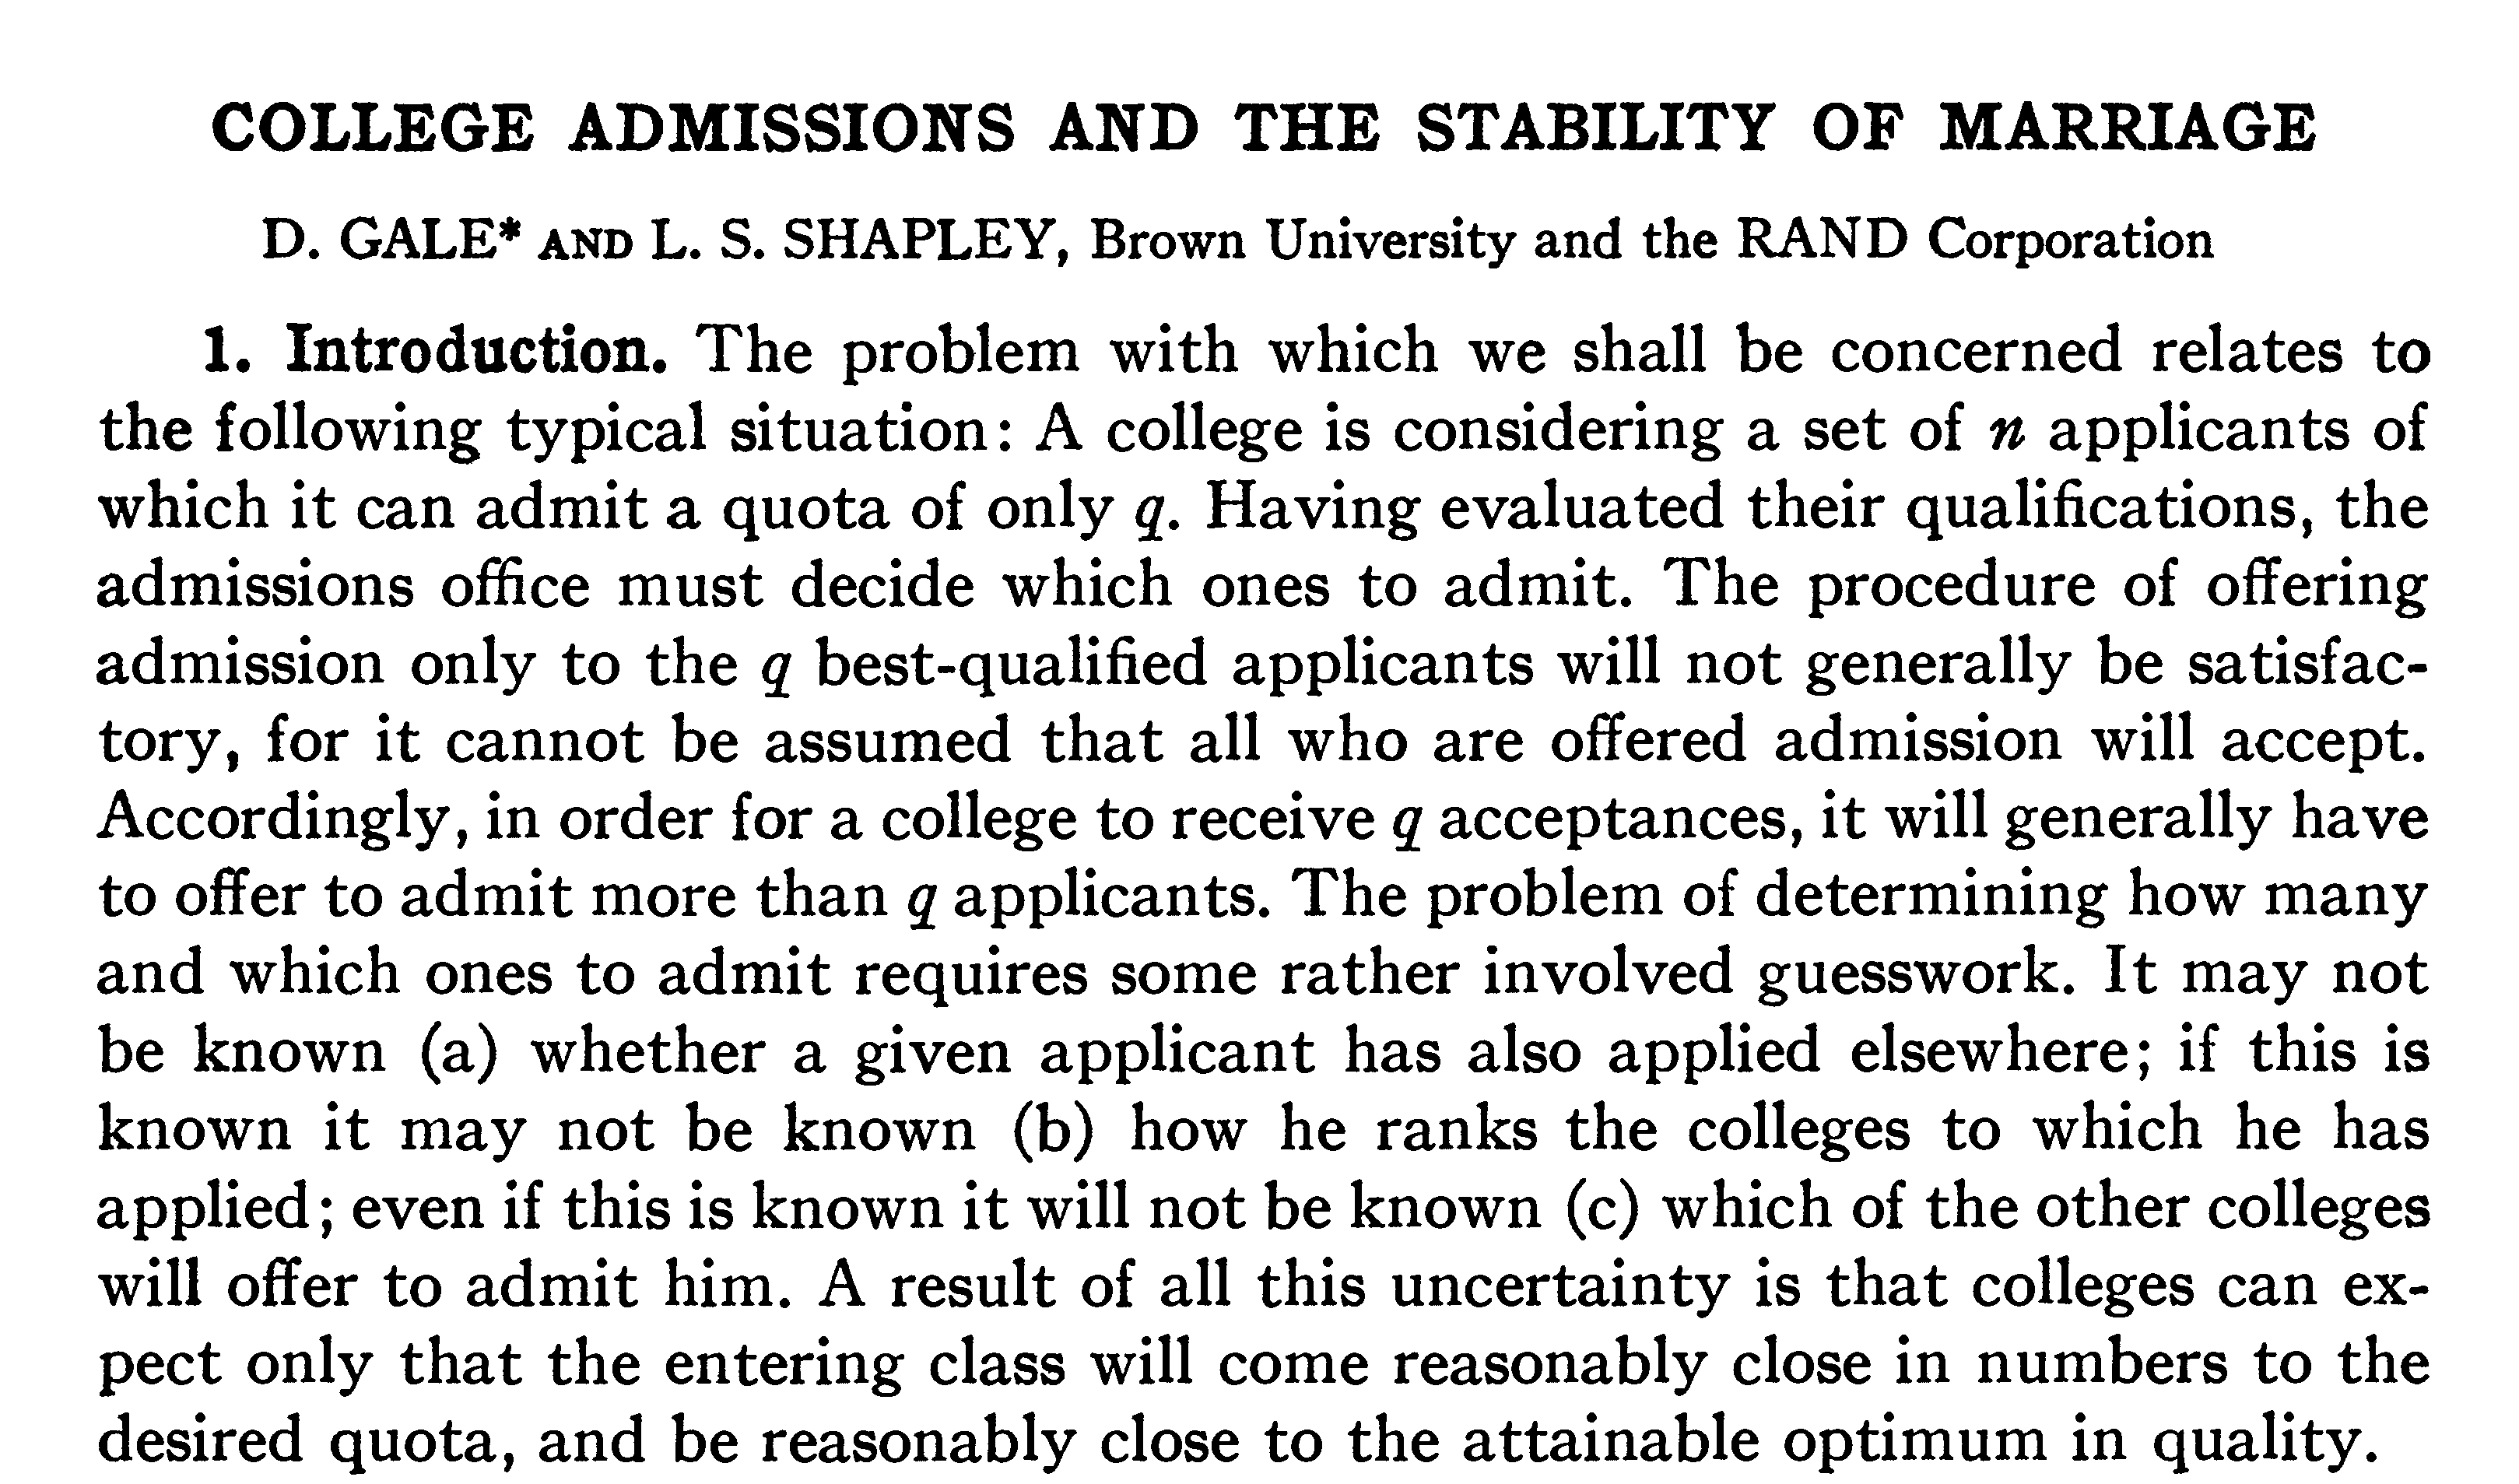 COLLEGE ADMISSIONS AND THE STABILITY OF MARRIAGE
D. GALE* AND L. S. SHAPLEY, Brown University and the RAND Corporation
1. Introduction. The problem with which we shall be concerned relates to
the following typical situation: A college is considering a set of n applicants of
which it can admit a quota of only q. Having evaluated their qualifications, the
admissions office must decide which ones to admit. The procedure of offering
admission only to the q best-qualified applicants will not generally be satisfac-
tory, for it cannot be assumed that all who are offered admission will accept.
Accordingly, in order for a college to receive q acceptances, it will generally have
to offer to admit more than q applicants. The problem of determining how many
and which ones to admit requires some rather involved guesswork. It may not
be known (a) whether a given applicant has also applied elsewhere; if this is
known it may not be known (b) how he ranks the colleges to which he has
applied; even if this is known it will not be known (c) which of the other colleges
will offer to admit him. A result of all this uncertainty is that colleges can ex-
pect only that the entering class will come reasonably close in numbers to the
desired quota, and be reasonably close to the attainable optimum in quality.